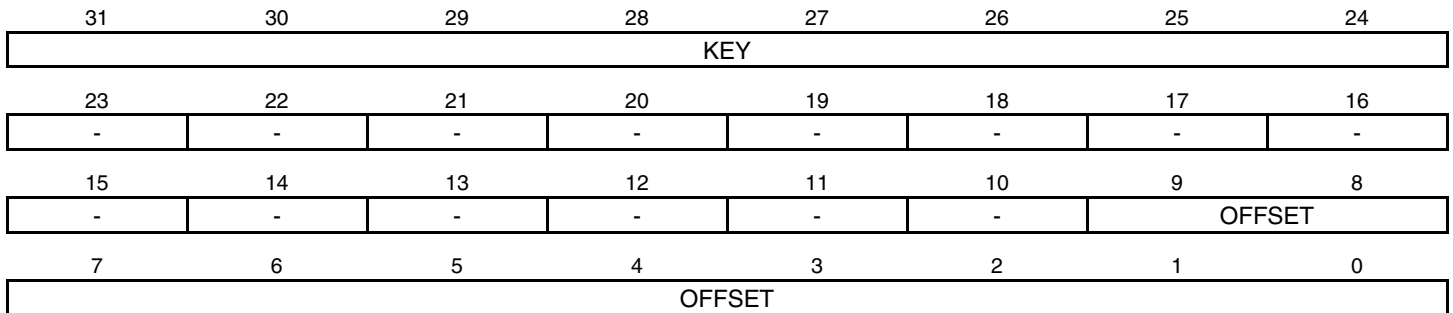 31 30 29 28 27 26 25 24
KEY
23 22 21 20 19 18 17 16
- - - - - - - -
15 14 13 12 11 10 9 8
- - - - - - OFFSET
7 6 5 4 3 2 1 0
OFFSET